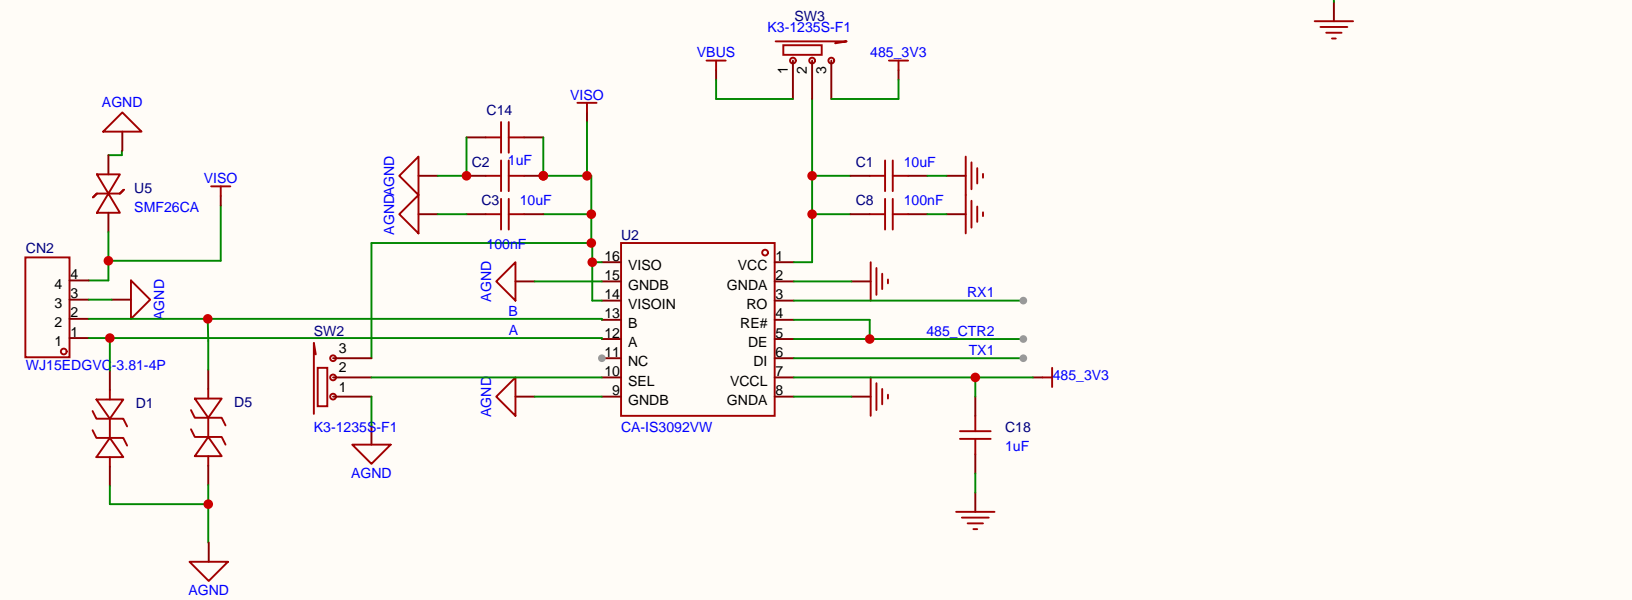 SW3
K3-1235S-F1
VBUS
485_3V3
1
2
3
AGND
C14
VISO
1uF
C2
AGND
10uF
C3
AGND
100nF
C1
10uF
C8
100nF
U5
SMF26CA
VISO
CN2
4
3
2
1
4
3
2
1
AGND
WJ15EDGVC-3.81-4P
B
A
AGND
SW2
3
2
1
K3-1235S-F1
AGND
AGND
U2
16
15
14
13
12
11
10
9
VISO
GNDB
VISOIN
B
A
NC
SEL
GNDB
VCC
GNDA
RO
RE#
DE
DI
VCCL
GNDA
1
2
3
4
5
6
7
8
CA-IS3092VW
RX1
485_CTR2
TX1
485_3V3
C18
1uF
D1
D5
AGND